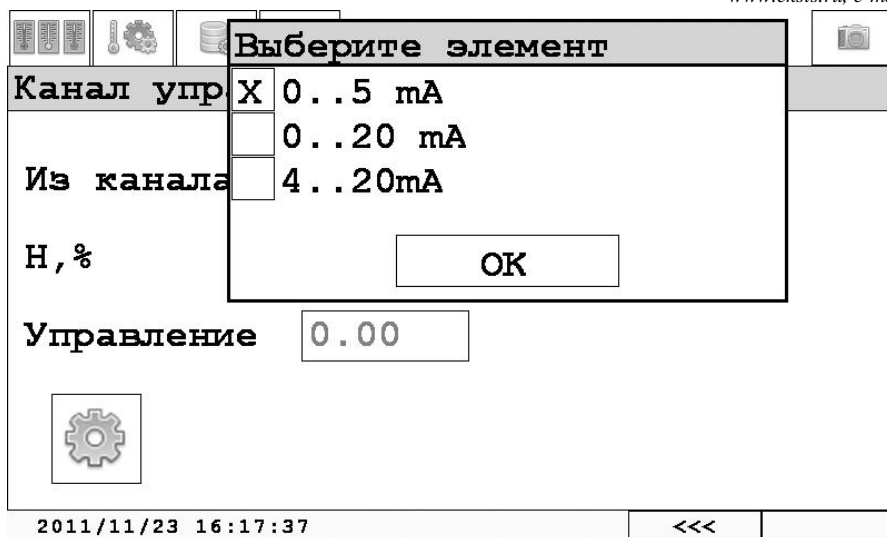 Выберите элемент
Канал упр
X 0..5 mA
0..20 mA
Из канала
4..20mA
Н,%
OK
Управление
0.00
2011/11/23 16:17:37
<<<